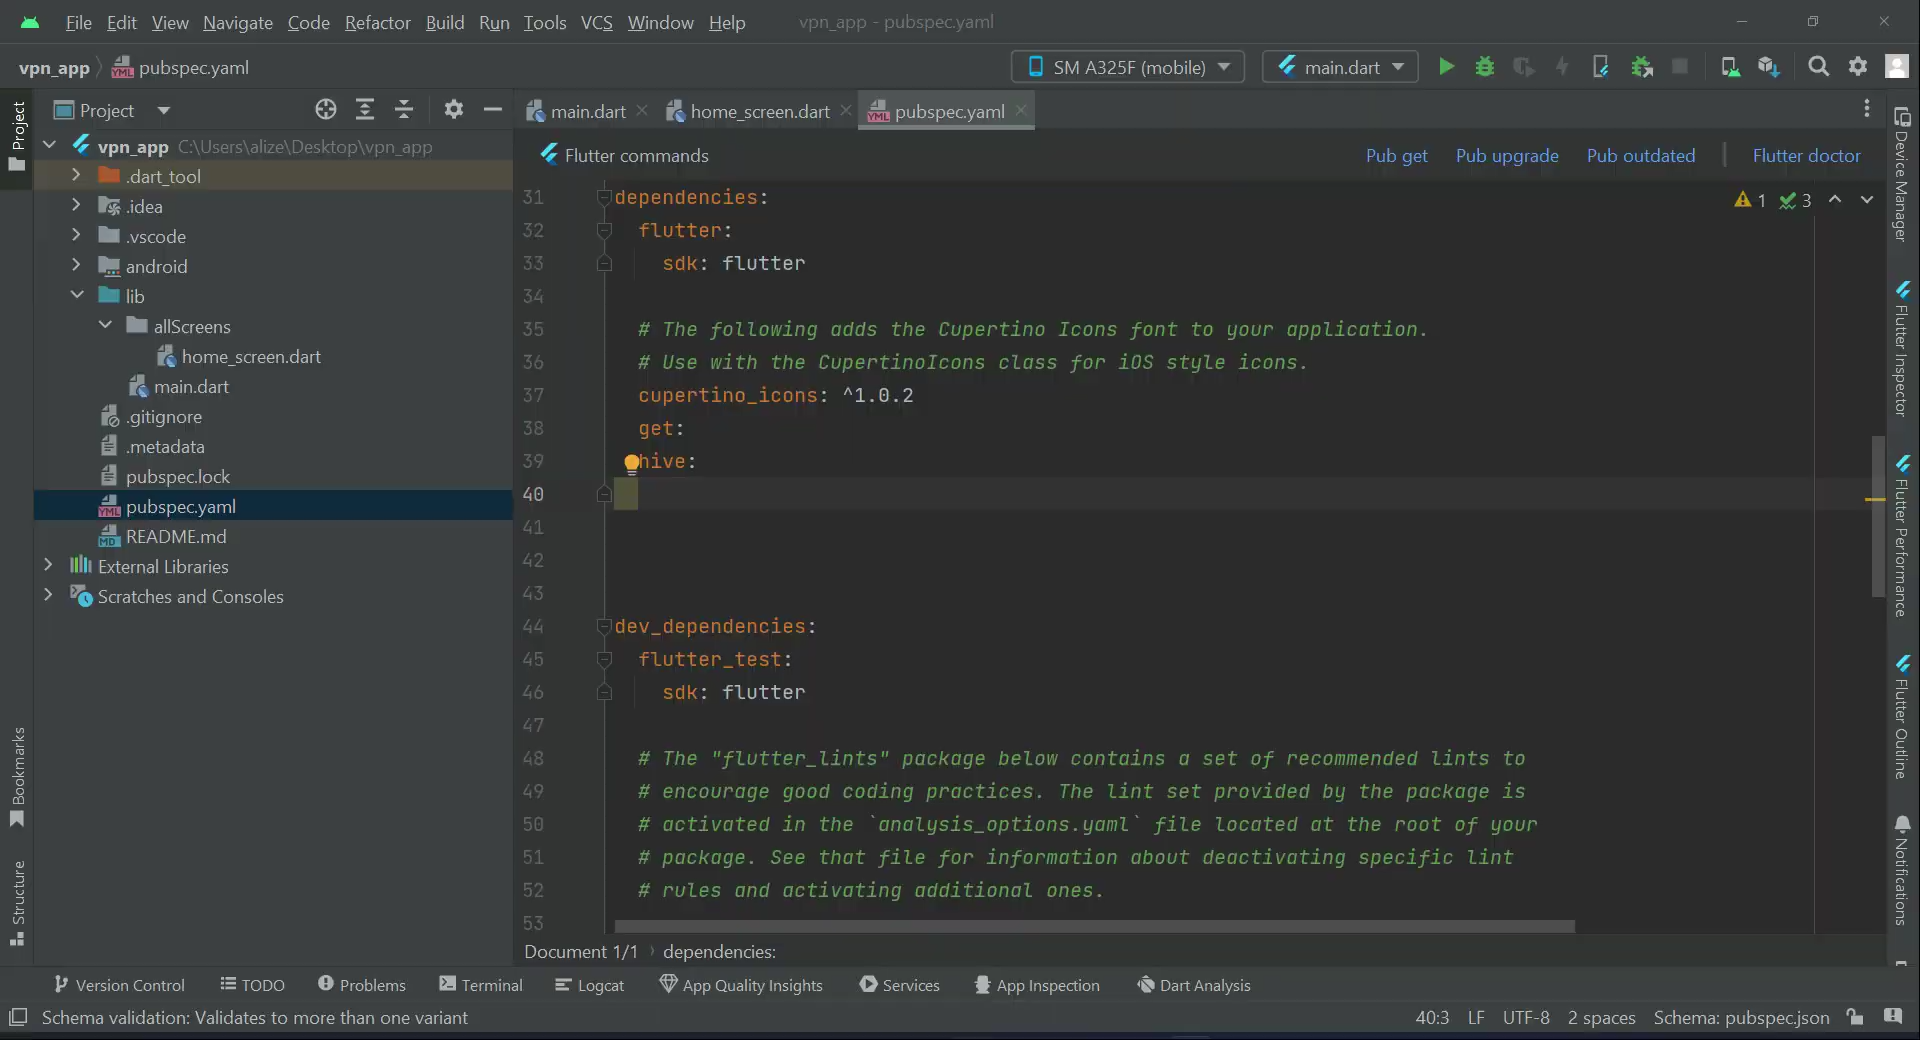 File Edit View Navigate Code Refactor Build Run Tools VCS Window Help vpn_app - pubspec.yaml
vpn_app pubspec.yaml SM A325F (mobile) main.dart
Project main.dart home_screen.dart pubspec.yaml
vpn_app C:\Users\alize\Desktop\vpn_app
.dart_tool
.idea
.vscode
android
lib
allScreens
home_screen.dart
main.dart
.gitignore
.metadata
pubspec.lock
pubspec.yaml
README.md
External Libraries
Scratches and Consoles
Flutter commands Pub get Pub upgrade Pub outdated Flutter doctor
1 3
31 dependencies:
32 flutter:
33 sdk: flutter
34
35 # The following adds the Cupertino Icons font to your application.
36 # Use with the CupertinoIcons class for iOS style icons.
37 cupertino_icons: ^1.0.2
38 get:
39 hive:
40
41
42
43
44 dev_dependencies:
45 flutter_test:
46 sdk: flutter
47
48 # The "flutter_lints" package below contains a set of recommended lints to
49 # encourage good coding practices. The lint set provided by the package is
50 # activated in the `analysis_options.yaml` file located at the root of your
51 # package. See that file for information about deactivating specific lint
52 # rules and activating additional ones.
53
Document 1/1 dependencies:
Project
Bookmarks
Structure
Device Manager
Flutter Inspector
Flutter Performance
Flutter Outline
Notifications
Version Control TODO Problems Terminal Logcat App Quality Insights Services App Inspection Dart Analysis
Schema validation: Validates to more than one variant 40:3 LF UTF-8 2 spaces Schema: pubspec.json